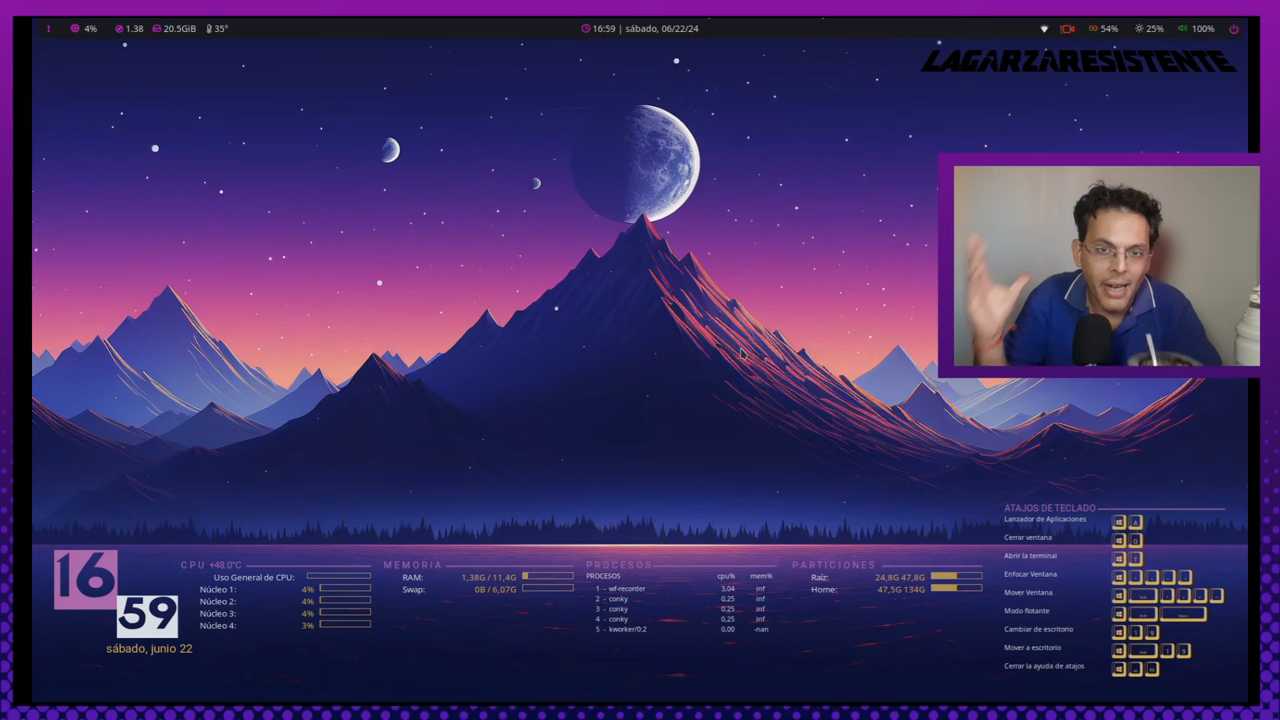 1 4% 1.38 20.5GiB 35° 16:59 | sábado, 06/22/24 54% 25% 100%
LAGARZARESISTENTE
ATAJOS DE TECLADO
Lanzador de Aplicaciones A
Cerrar ventana Q
Abrir la terminal T
Enfocar Ventana
Mover Ventana
Modo flotante
Cambiar de escritorio 1 9
Mover a escritorio 1 9
Cerrar la ayuda de atajos H
16
59
sábado, junio 22
CPU +48.0°C
Uso General de CPU:
Núcleo 1: 4%
Núcleo 2: 4%
Núcleo 3: 4%
Núcleo 4: 3%
MEMORIA
RAM: 1,38G / 11,4G
Swap: 0B / 6,07G
PROCESOS
PROCESOS cpu% mem%
1 - wf-recorder 3,04 inf
2 - conky 0,25 inf
3 - conky 0,25 inf
4 - conky 0,25 inf
5 - kworker/0:2 0,00 -nan
PARTICIONES
Raíz: 24,8G 47,8G
Home: 47,5G 134G